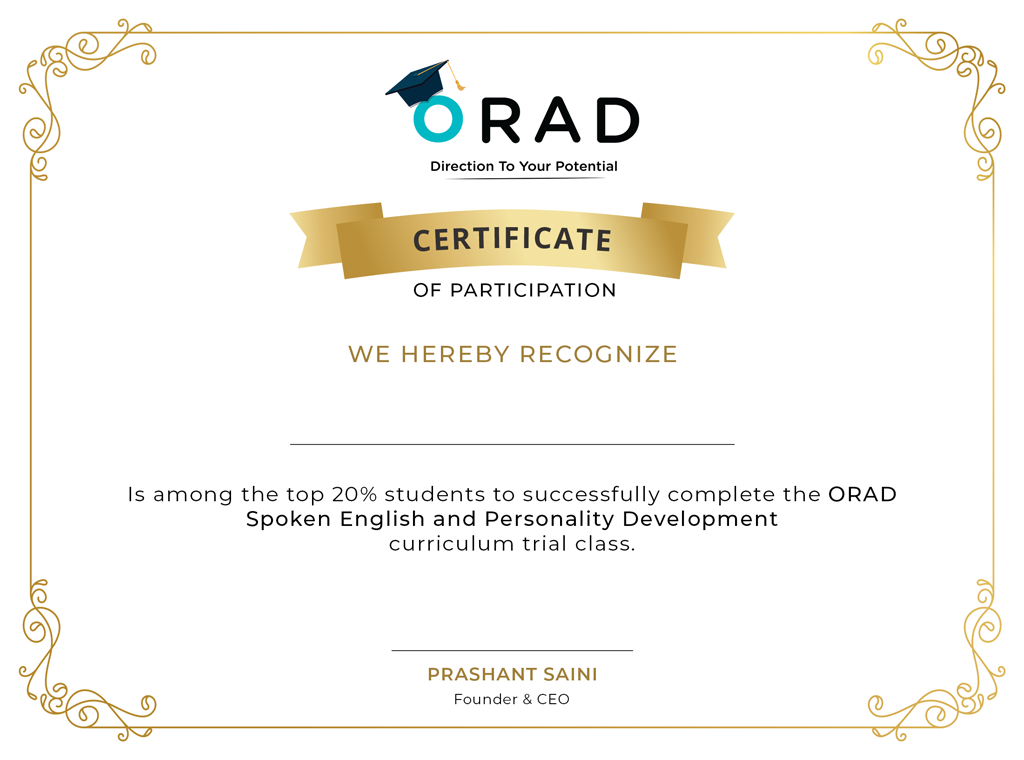 ORAD
Direction To Your Potential
CERTIFICATE
OF PARTICIPATION
WE HEREBY RECOGNIZE
Is among the top 20% students to successfully complete the ORAD
Spoken English and Personality Development
curriculum trial class.
PRASHANT SAINI
Founder & CEO